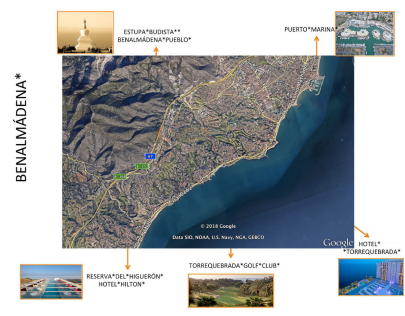 ESTUPA*BUDISTA**
BENALMÁDENA*PUEBLO*
PUERTO*MARINA*
BENALMÁDENA*
© 2018 Google
Data SIO, NOAA, U.S. Navy, NGA, GEBCO
Google
RESERVA*DEL*HIGUERÓN*
HOTEL*HILTON*
TORREQUEBRADA*GOLF*CLUB*
HOTEL*
*TORREQUEBRADA*